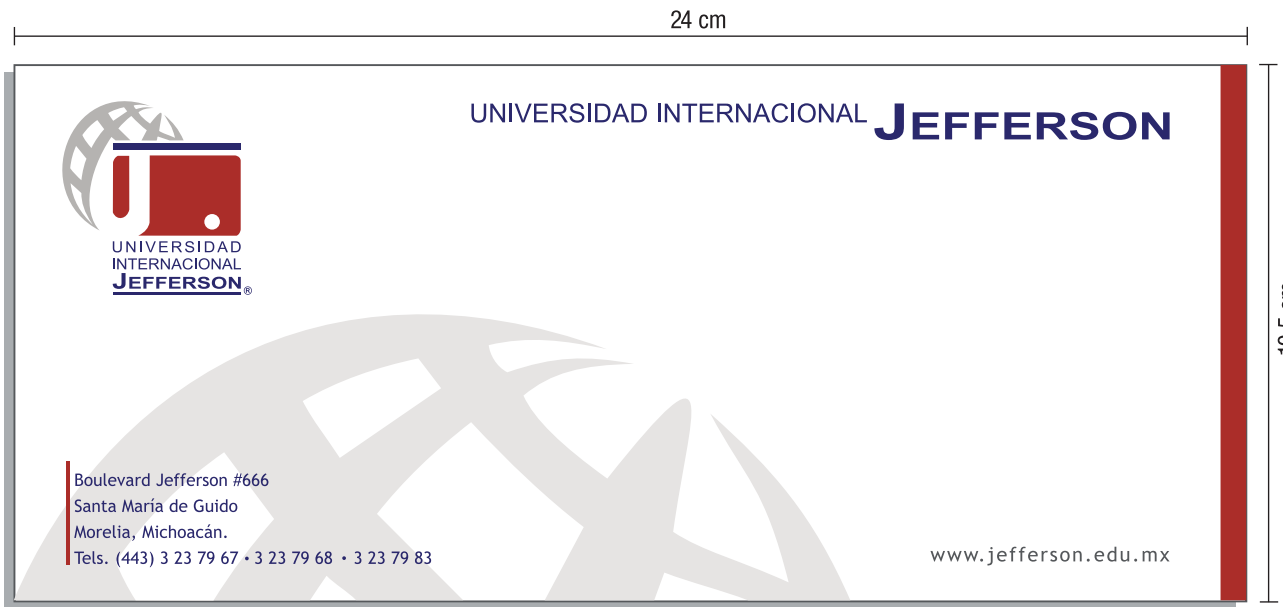 24 cm
UNIVERSIDAD INTERNACIONAL JEFFERSON
J
UNIVERSIDAD
INTERNACIONAL
JEFFERSON®
Boulevard Jefferson #666
Santa María de Guido
Morelia, Michoacán.
Tels. (443) 3 23 79 67 • 3 23 79 68 • 3 23 79 83
www.jefferson.edu.mx